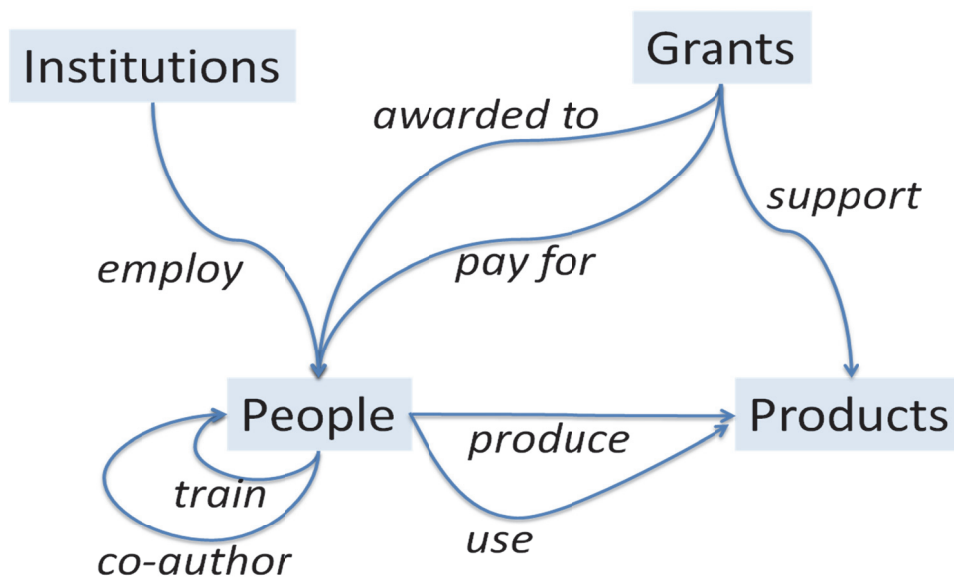 Institutions
Grants
awarded to
support
employ
pay for
People
Products
produce
train
use
co-author